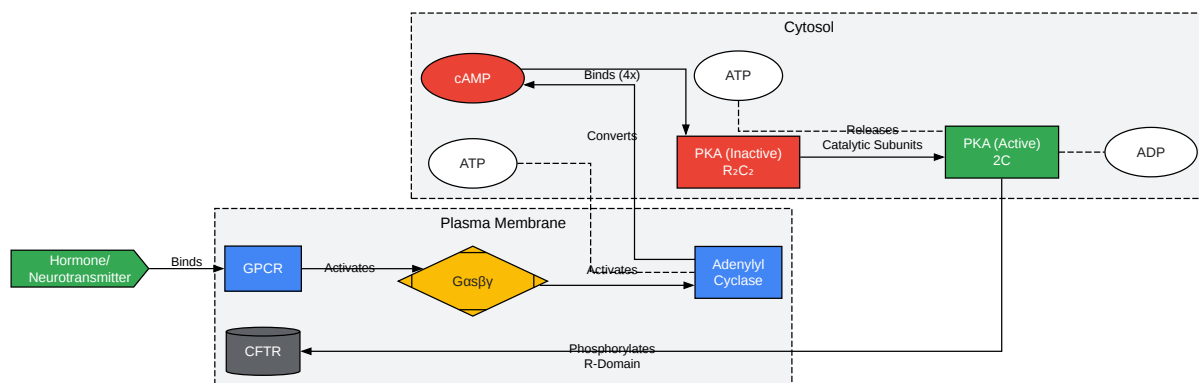 Cytosol
cAMP
Binds (4x)
ATP
Converts
Releases
Catalytic Subunits
ATP
PKA (Inactive)
R₂C₂
PKA (Active)
2C
ADP
Plasma Membrane
Hormone/
Neurotransmitter
Binds
GPCR
Activates
Gαsβγ
Activates
Adenylyl
Cyclase
CFTR
Phosphorylates
R-Domain